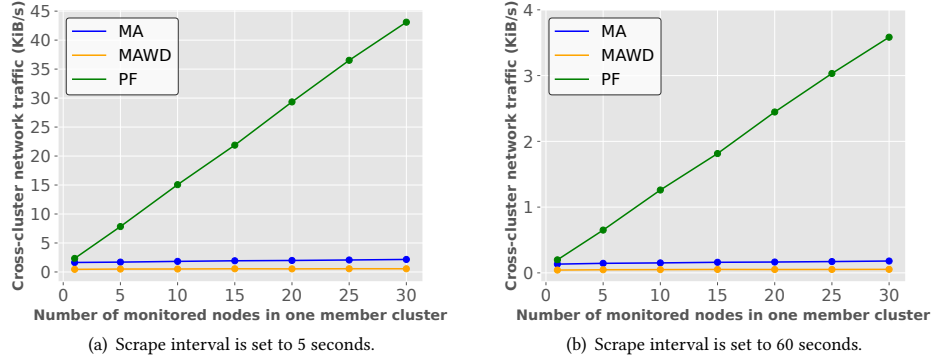 45
40
35
30
25
20
15
10
5
0
Cross-cluster network traffic (KiB/s)
MA
MAWD
PF
0 5 10 15 20 25 30
Number of monitored nodes in one member cluster
(a) Scrape interval is set to 5 seconds.
4
3
2
1
0
Cross-cluster network traffic (KiB/s)
MA
MAWD
PF
0 5 10 15 20 25 30
Number of monitored nodes in one member cluster
(b) Scrape interval is set to 60 seconds.